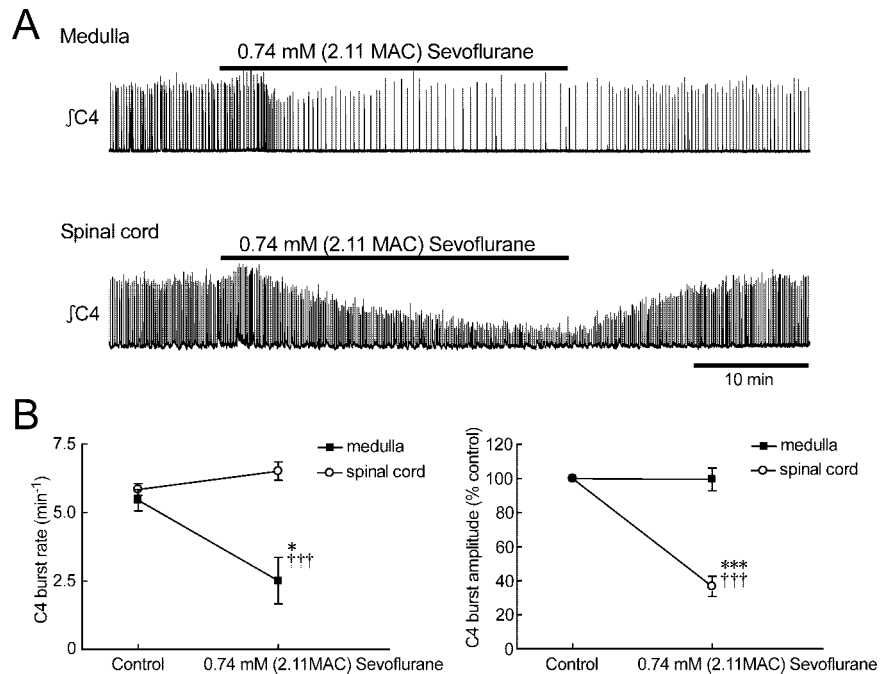 A
Medulla
0.74 mM (2.11 MAC) Sevoflurane
∫C4
Spinal cord
0.74 mM (2.11 MAC) Sevoflurane
∫C4
10 min
B
7.5
5.0
2.5
0
C4 burst rate (min⁻¹)
medulla
spinal cord
*
†††
Control
0.74 mM (2.11MAC) Sevoflurane
120
100
80
60
40
20
0
C4 burst amplitude (% control)
medulla
spinal cord
***
†††
Control
0.74 mM (2.11MAC) Sevoflurane